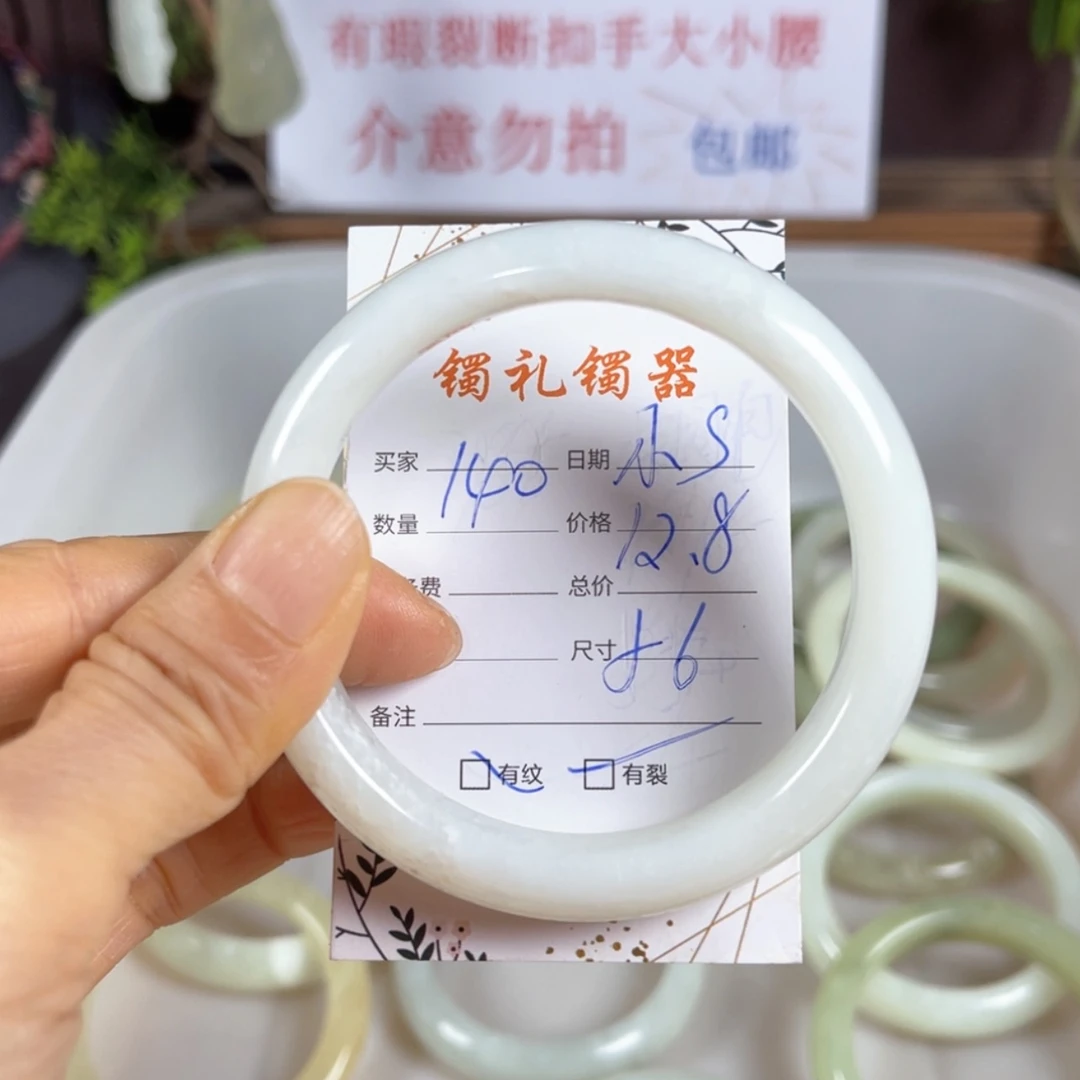 有瑕裂断扣手大小腰
介意勿拍 包邮
镯礼镯器
买家 140 日期 小S
数量 价格 12.8
费 总价
尺寸 56
备注
有纹 有裂